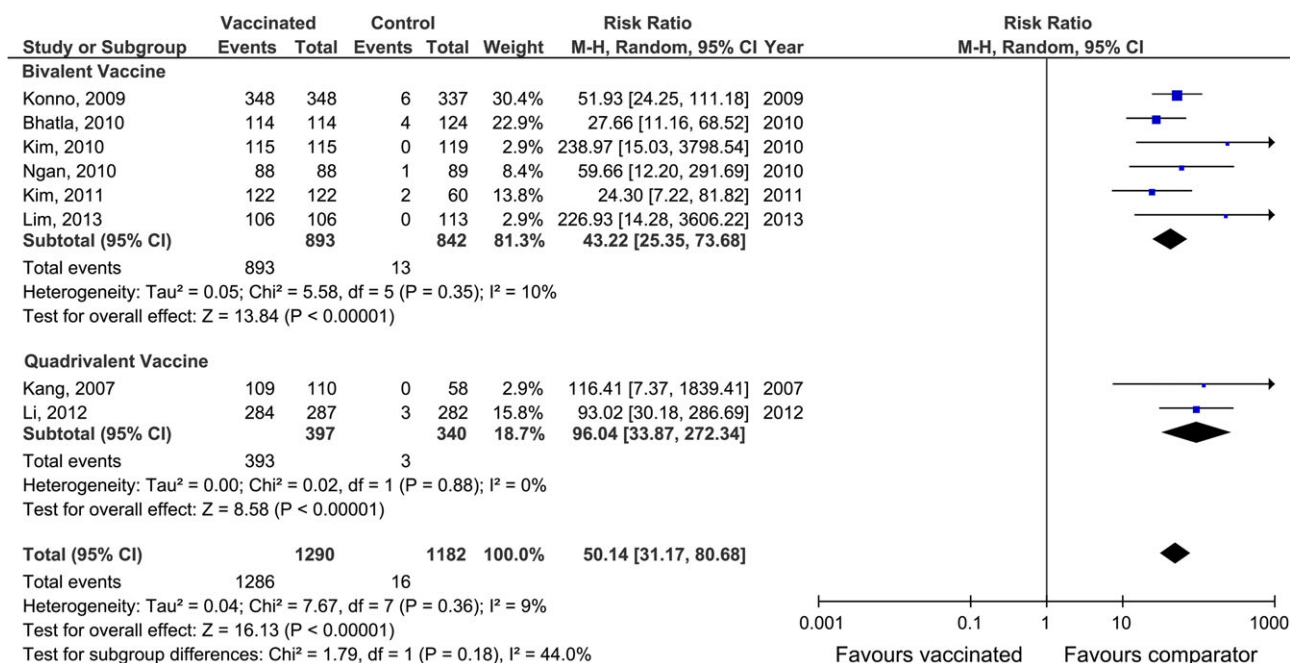 Vaccinated Control Risk Ratio Risk Ratio
Study or Subgroup Events Total Events Total Weight M-H, Random, 95% CI Year M-H, Random, 95% CI
Bivalent Vaccine
Konno, 2009 348 348 6 337 30.4% 51.93 [24.25, 111.18] 2009
Bhatla, 2010 114 114 4 124 22.9% 27.66 [11.16, 68.52] 2010
Kim, 2010 115 115 0 119 2.9% 238.97 [15.03, 3798.54] 2010
Ngan, 2010 88 88 1 89 8.4% 59.66 [12.20, 291.69] 2010
Kim, 2011 122 122 2 60 13.8% 24.30 [7.22, 81.82] 2011
Lim, 2013 106 106 0 113 2.9% 226.93 [14.28, 3606.22] 2013
Subtotal (95% CI) 893 842 81.3% 43.22 [25.35, 73.68]
Total events 893 13
Heterogeneity: Tau² = 0.05; Chi² = 5.58, df = 5 (P = 0.35); I² = 10%
Test for overall effect: Z = 13.84 (P < 0.00001)
Quadrivalent Vaccine
Kang, 2007 109 110 0 58 2.9% 116.41 [7.37, 1839.41] 2007
Li, 2012 284 287 3 282 15.8% 93.02 [30.18, 286.69] 2012
Subtotal (95% CI) 397 340 18.7% 96.04 [33.87, 272.34]
Total events 393 3
Heterogeneity: Tau² = 0.00; Chi² = 0.02, df = 1 (P = 0.88); I² = 0%
Test for overall effect: Z = 8.58 (P < 0.00001)
Total (95% CI) 1290 1182 100.0% 50.14 [31.17, 80.68]
Total events 1286 16
Heterogeneity: Tau² = 0.04; Chi² = 7.67, df = 7 (P = 0.36); I² = 9%
Test for overall effect: Z = 16.13 (P < 0.00001)
Test for subgroup differences: Chi² = 1.79, df = 1 (P = 0.18), I² = 44.0%
0.001 0.1 1 10 1000
Favours vaccinated Favours comparator